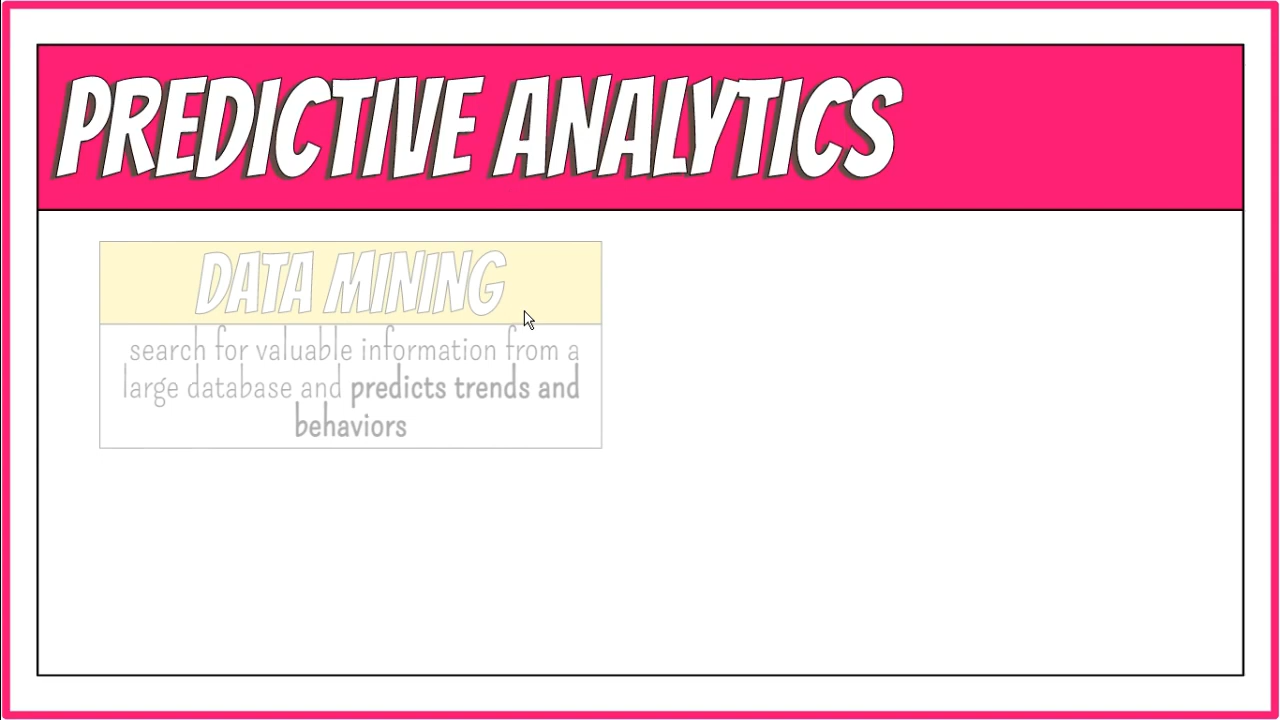 PREDICTIVE ANALYTICS
DATA MINING
search for valuable information from a
large database and predicts trends and
behaviors